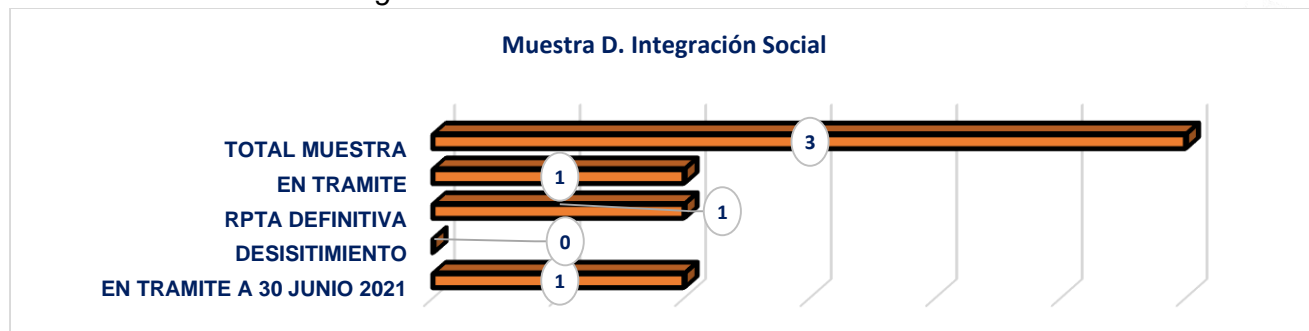 Muestra D. Integración Social
TOTAL MUESTRA
3
EN TRAMITE
1
RPTA DEFINITIVA
1
DESISITIMIENTO
0
EN TRAMITE A 30 JUNIO 2021
1